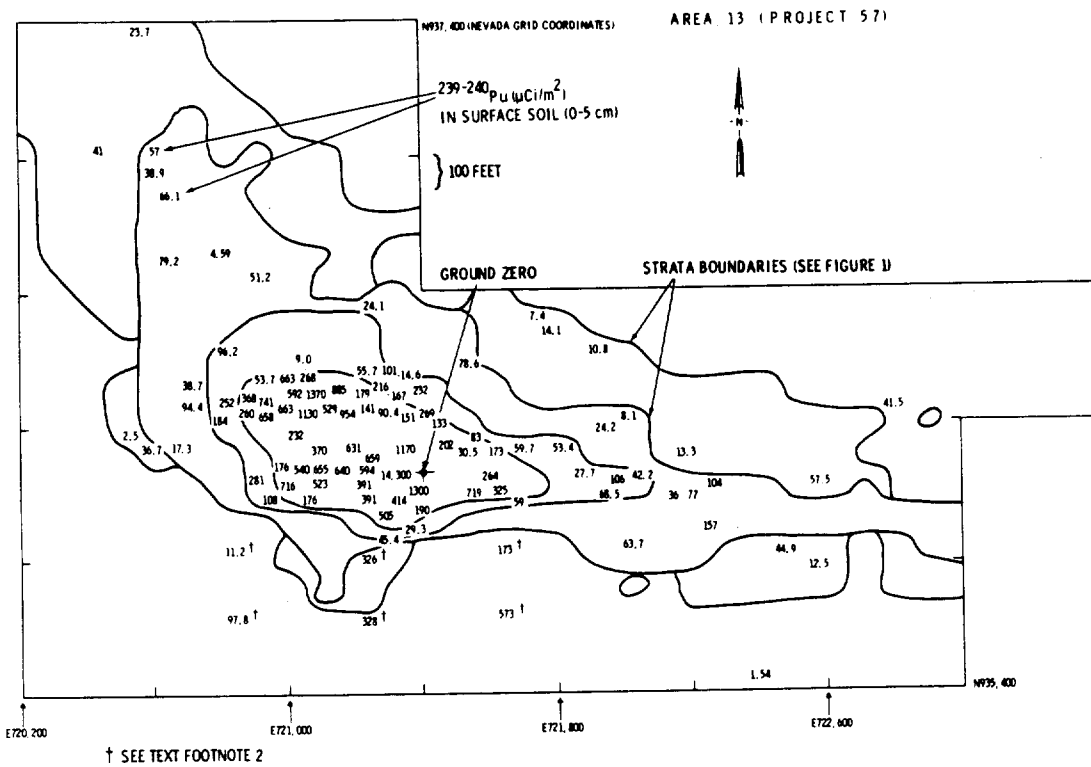 AREA 13 (PROJECT 57)
N937,400 (NEVADA GRID COORDINATES)
23.7
239-240Pu (μCi/m2)
IN SURFACE SOIL (0-5 cm)
N
41
57
100 FEET
38.9
66.1
4.59
79.2
51.2
GROUND ZERO
STRATA BOUNDARIES (SEE FIGURE 1)
24.1
7.4
14.1
10.8
96.2
9.0
78.6
55.7 101 14.6
53.7 663 268
38.7
216 232
885 179 167
592 1370
368 741
41.5
94.4 252
260 658 663 1130 529 954 141 90.4 151 269
8.1
184
133
24.2
232
83
2.5
36.7 17.3
370 631 659 1170 202 30.5 173 59.7 53.4
13.3
176 540 655 640 594 14,300
264
27.7 106 42.2
104
57.5
281 716 523 391
1300 719 325
68.5 36 77
108 176 391 414
59
505 190
157
29.3
45.4
11.2 †
326 †
173 †
63.7
44.9
12.5
97.8 †
328 †
573 †
1.54
N935,400
E720,200
E721,000
E721,800
E722,600
† SEE TEXT FOOTNOTE 2